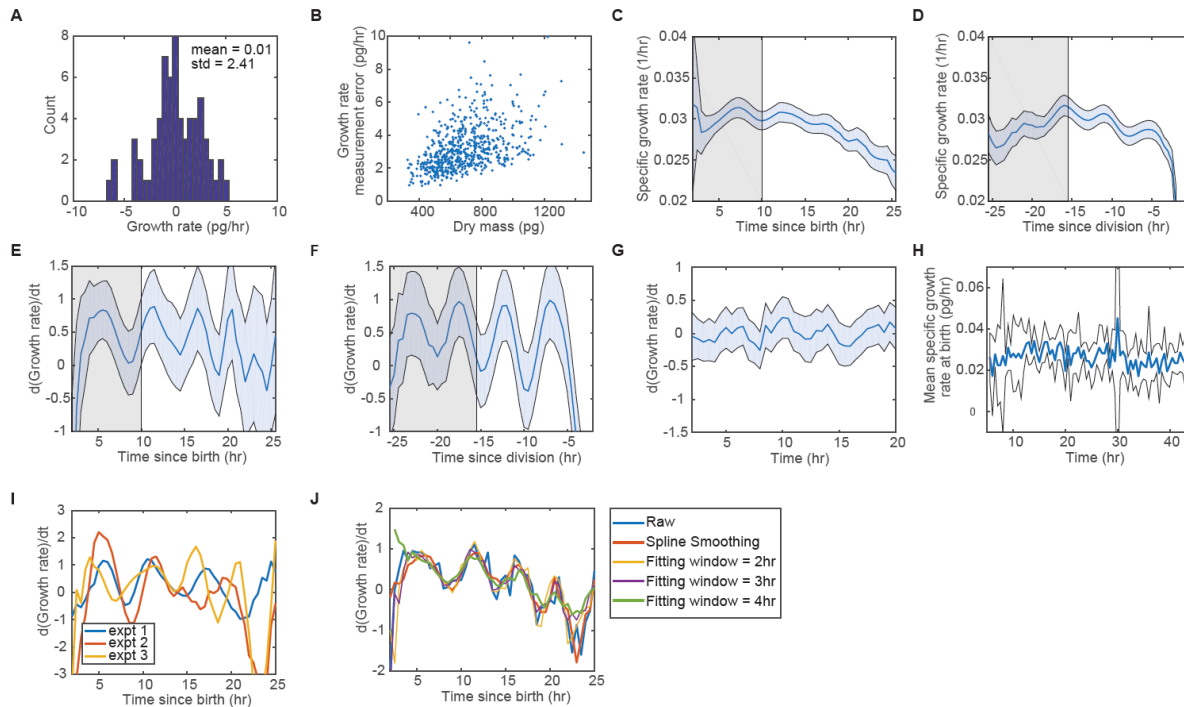 A
8
6
4
2
0
Count
mean = 0.01
std = 2.41
-10
-5
0
5
10
Growth rate (pg/hr)
B
10
8
6
4
2
0
Growth rate
measurement error (pg/hr)
400
800
1200
Dry mass (pg)
C
0.04
0.035
0.03
0.025
0.02
Specific growth rate (1/hr)
5
10
15
20
25
Time since birth (hr)
D
0.04
0.035
0.03
0.025
0.02
Specific growth rate (1/hr)
-25
-20
-15
-10
-5
Time since division (hr)
E
1.5
1
0.5
0
-0.5
-1
d(Growth rate)/dt
5
10
15
20
25
Time since birth (hr)
F
1.5
1
0.5
0
-0.5
-1
d(Growth rate)/dt
-25
-20
-15
-10
-5
Time since division (hr)
G
1
0.5
0
-0.5
-1
-1.5
d(Growth rate)/dt
5
10
15
20
Time (hr)
H
0.06
0.04
0.02
0
Mean specific growth
rate at birth (pg/hr)
10
20
30
40
Time (hr)
I
3
2
1
0
-1
-2
-3
d(Growth rate)/dt
expt 1
expt 2
expt 3
5
10
15
20
25
Time since birth (hr)
J
2
1
0
-1
-2
d(Growth rate)/dt
5
10
15
20
25
Time since birth (hr)
Raw
Spline Smoothing
Fitting window = 2hr
Fitting window = 3hr
Fitting window = 4hr